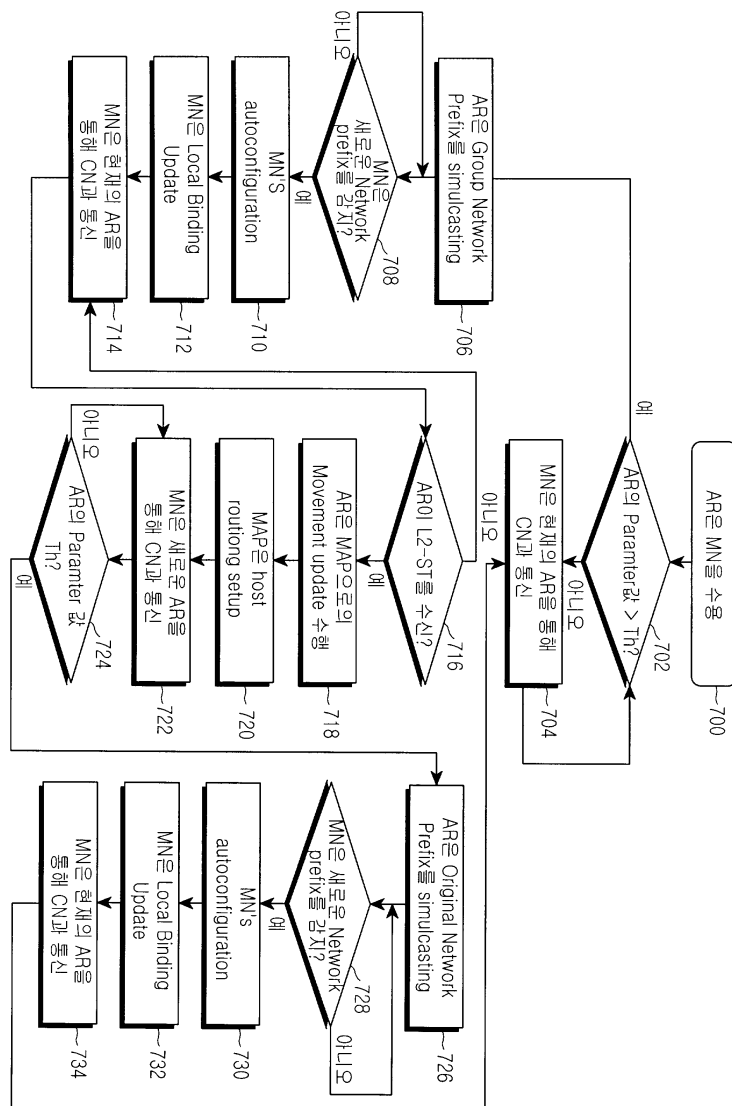 AR은 MN을 수용
700
AR의 Paramter값 > Th?
702
아니요
예
MN은 현재의 AR을 통해
CN과 통신
704
AR은 Group Network
Prefix를 simulcasting
706
MN은
새로운 Network
prefix를 감지?
708
아니요
예
MN'S
autoconfiguration
710
MN은 Local Binding
Update
712
MN은 현재의 AR을
통해 CN과 통신
714
AR이 L2-ST를 수신?
716
아니요
예
AR은 MAP으로의
Movement update 수행
718
MAP은 host
routiong setup
720
MN은 새로운 AR을
통해 CN과 통신
722
AR의 Paramter 값
Th?
724
아니요
예
AR은 Original Network
Prefix를 simulcasting
726
MN은 새로운 Network
prefix를 감지?
728
아니요
예
MN's
autoconfiguration
730
MN은 Local Binding
Update
732
MN은 현재의 AR을
통해 CN과 통신
734